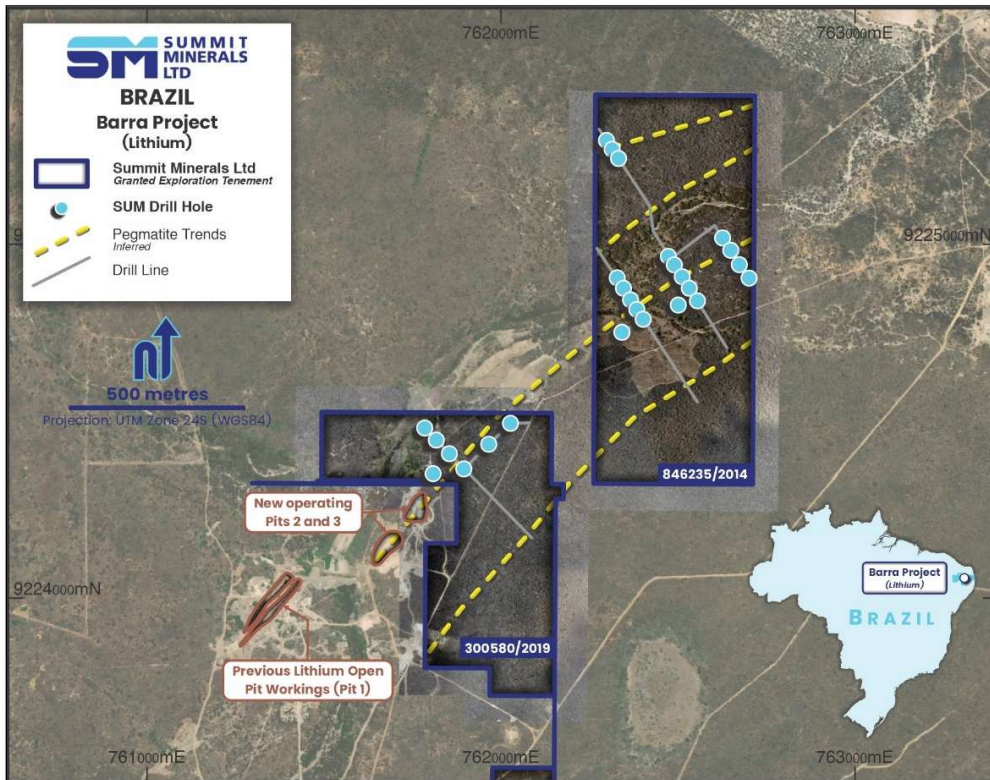 762000mE
763000mE
SM SUMMIT
MINERALS
LTD
BRAZIL
Barra Project
(Lithium)
Summit Minerals Ltd
Granted Exploration Tenement
SUM Drill Hole
Pegmatite Trends
Inferred
Drill Line
9225000mN
500 metres
Projection: UTM Zone 24S (WGS84)
846235/2014
New operating
Pits 2 and 3
9224000mN
Barra Project
(Lithium)
BRAZIL
300580/2019
Previous Lithium Open
Pit Workings (Pit 1)
761000mE
762000mE
763000mE